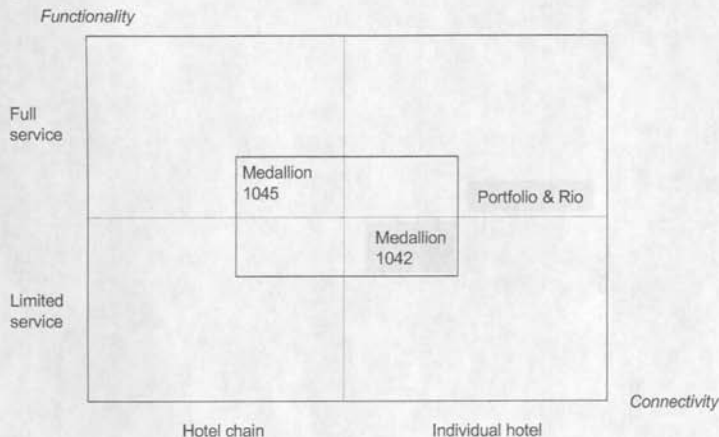 Functionality
Full
service
Medallion
1045
Portfolio & Rio
Medallion
1042
Limited
service
Connectivity
Hotel chain
Individual hotel